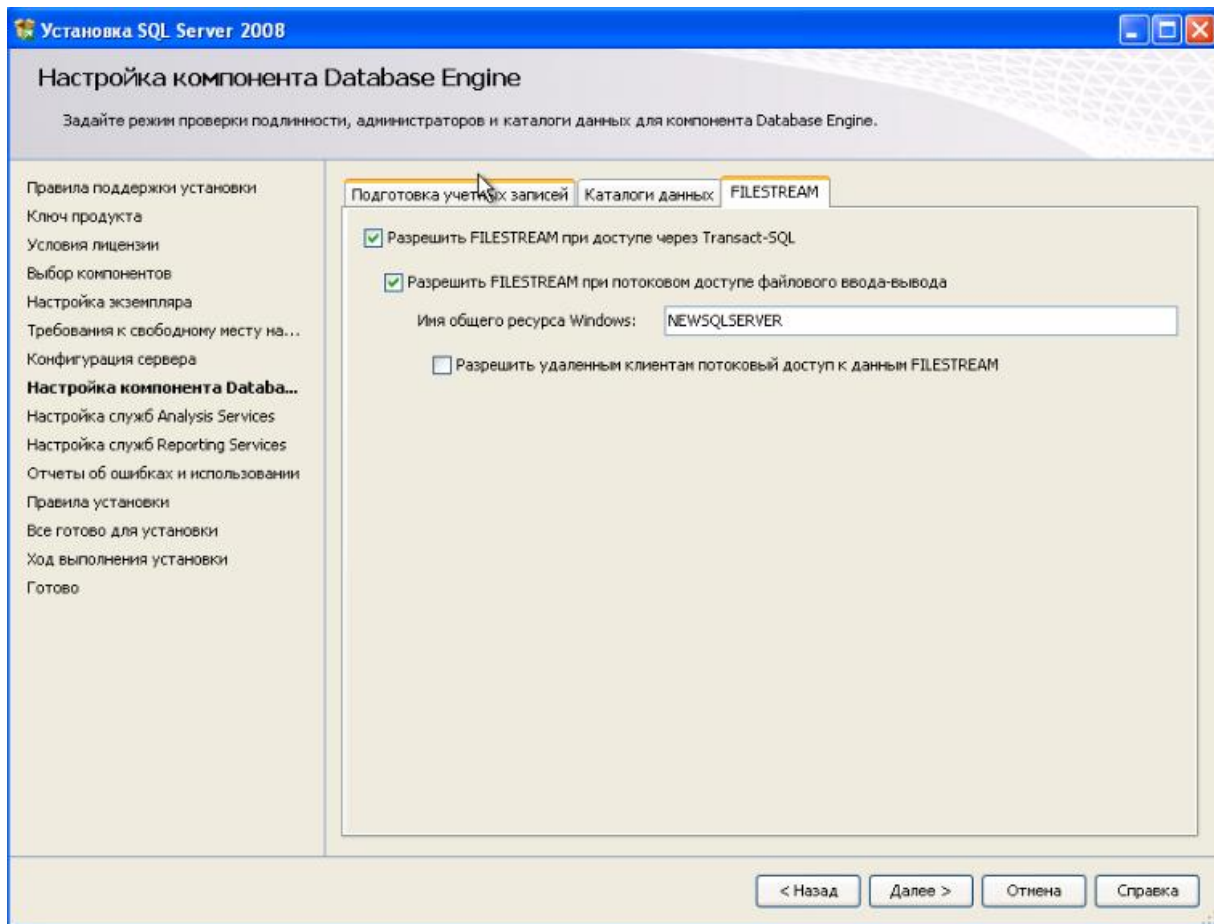 Установка SQL Server 2008
Настройка компонента Database Engine
Задайте режим проверки подлинности, администраторов и каталоги данных для компонента Database Engine.
Правила поддержки установки
Ключ продукта
Условия лицензии
Выбор компонентов
Настройка экземпляра
Требования к свободному месту на...
Конфигурация сервера
Настройка компонента Databa...
Настройка служб Analysis Services
Настройка служб Reporting Services
Отчеты об ошибках и использовании
Правила установки
Все готово для установки
Ход выполнения установки
Готово
Подготовка учетных записей Каталоги данных FILESTREAM
Разрешить FILESTREAM при доступе через Transact-SQL
Разрешить FILESTREAM при потоковом доступе файлового ввода-вывода
Имя общего ресурса Windows: NEWSQLSERVER
Разрешить удаленным клиентам потоковый доступ к данным FILESTREAM
< Назад Далее > Отмена Справка